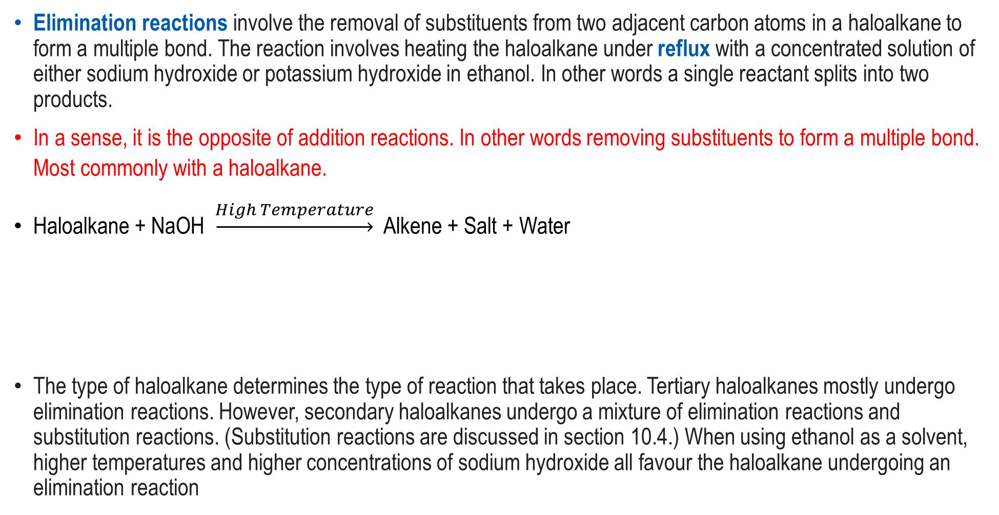 • Elimination reactions involve the removal of substituents from two adjacent carbon atoms in a haloalkane to
form a multiple bond. The reaction involves heating the haloalkane under reflux with a concentrated solution of
either sodium hydroxide or potassium hydroxide in ethanol. In other words a single reactant splits into two
products.
• In a sense, it is the opposite of addition reactions. In other words removing substituents to form a multiple bond.
Most commonly with a haloalkane.
High Temperature
• Haloalkane + NaOH ⟶ Alkene + Salt + Water
• The type of haloalkane determines the type of reaction that takes place. Tertiary haloalkanes mostly undergo
elimination reactions. However, secondary haloalkanes undergo a mixture of elimination reactions and
substitution reactions. (Substitution reactions are discussed in section 10.4.) When using ethanol as a solvent,
higher temperatures and higher concentrations of sodium hydroxide all favour the haloalkane undergoing an
elimination reaction